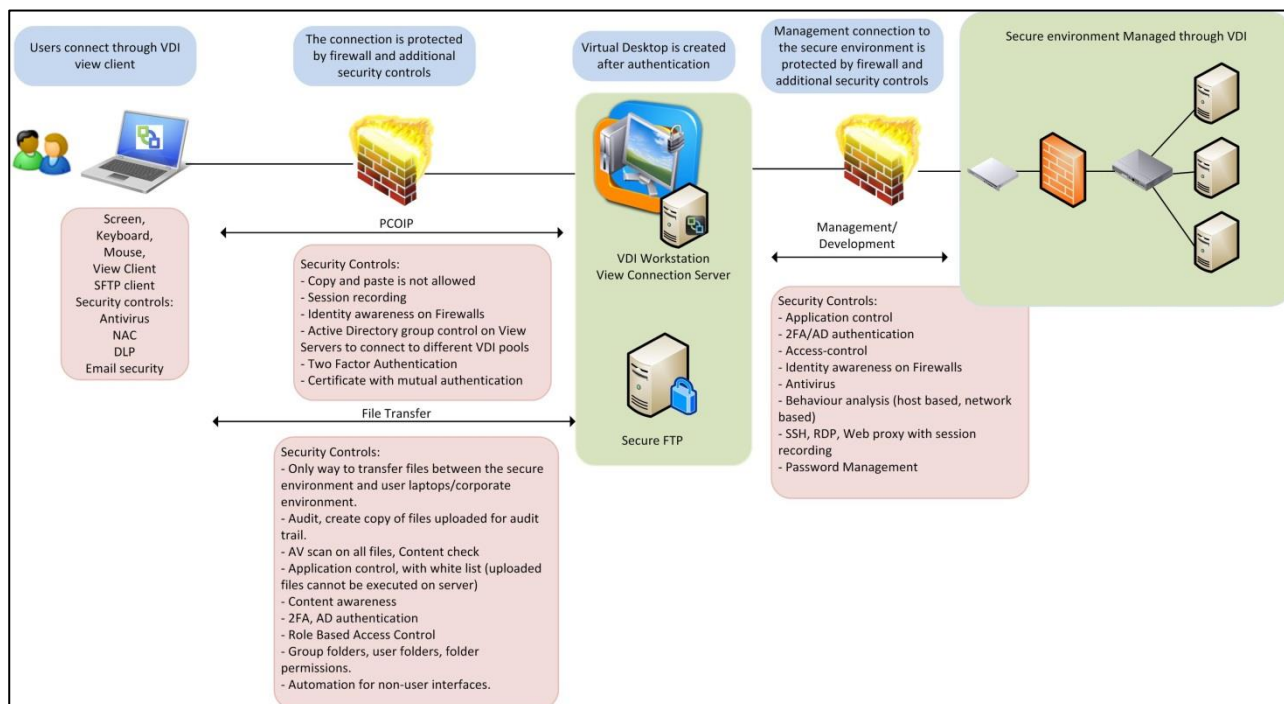 Users connect through VDI
view client
The connection is protected
by firewall and additional
security controls
Virtual Desktop is created
after authentication
Management connection to
the secure environment is
protected by firewall and
additional security controls
Secure environment Managed through VDI
Screen,
Keyboard,
Mouse,
View Client
SFTP client
Security controls:
Antivirus
NAC
DLP
Email security
PCOIP
Security Controls:
- Copy and paste is not allowed
- Session recording
- Identity awareness on Firewalls
- Active Directory group control on View
Servers to connect to different VDI pools
- Two Factor Authentication
- Certificate with mutual authentication
File Transfer
Security Controls:
- Only way to transfer files between the secure
environment and user laptops/corporate
environment.
- Audit, create copy of files uploaded for audit
trail.
- AV scan on all files, Content check
- Application control, with white list (uploaded
files cannot be executed on server)
- Content awareness
- 2FA, AD authentication
- Role Based Access Control
- Group folders, user folders, folder
permissions.
- Automation for non-user interfaces.
VDI Workstation
View Connection Server
Secure FTP
Management/
Development
Security Controls:
- Application control
- 2FA/AD authentication
- Access-control
- Identity awareness on Firewalls
- Antivirus
- Behaviour analysis (host based, network
based)
- SSH, RDP, Web proxy with session
recording
- Password Management